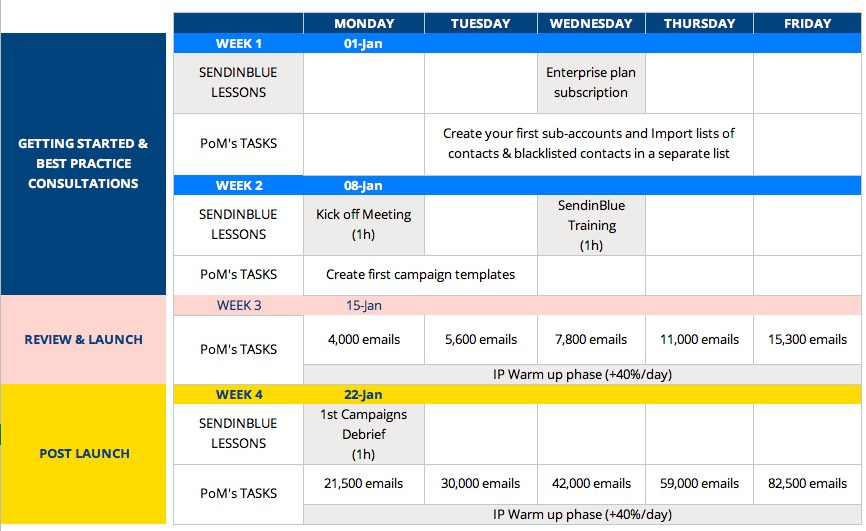 MONDAY TUESDAY WEDNESDAY THURSDAY FRIDAY
GETTING STARTED &
BEST PRACTICE
CONSULTATIONS
WEEK 1 01-Jan
SENDINBLUE
LESSONS
Enterprise plan
subscription
PoM's TASKS
Create your first sub-accounts and Import lists of
contacts & blacklisted contacts in a separate list
WEEK 2 08-Jan
SENDINBLUE
LESSONS
Kick off Meeting
(1h)
SendinBlue
Training
(1h)
PoM's TASKS
Create first campaign templates
REVIEW & LAUNCH
WEEK 3 15-Jan
PoM's TASKS
4,000 emails 5,600 emails 7,800 emails 11,000 emails 15,300 emails
IP Warm up phase (+40%/day)
POST LAUNCH
WEEK 4 22-Jan
SENDINBLUE
LESSONS
1st Campaigns
Debrief
(1h)
PoM's TASKS
21,500 emails 30,000 emails 42,000 emails 59,000 emails 82,500 emails
IP Warm up phase (+40%/day)